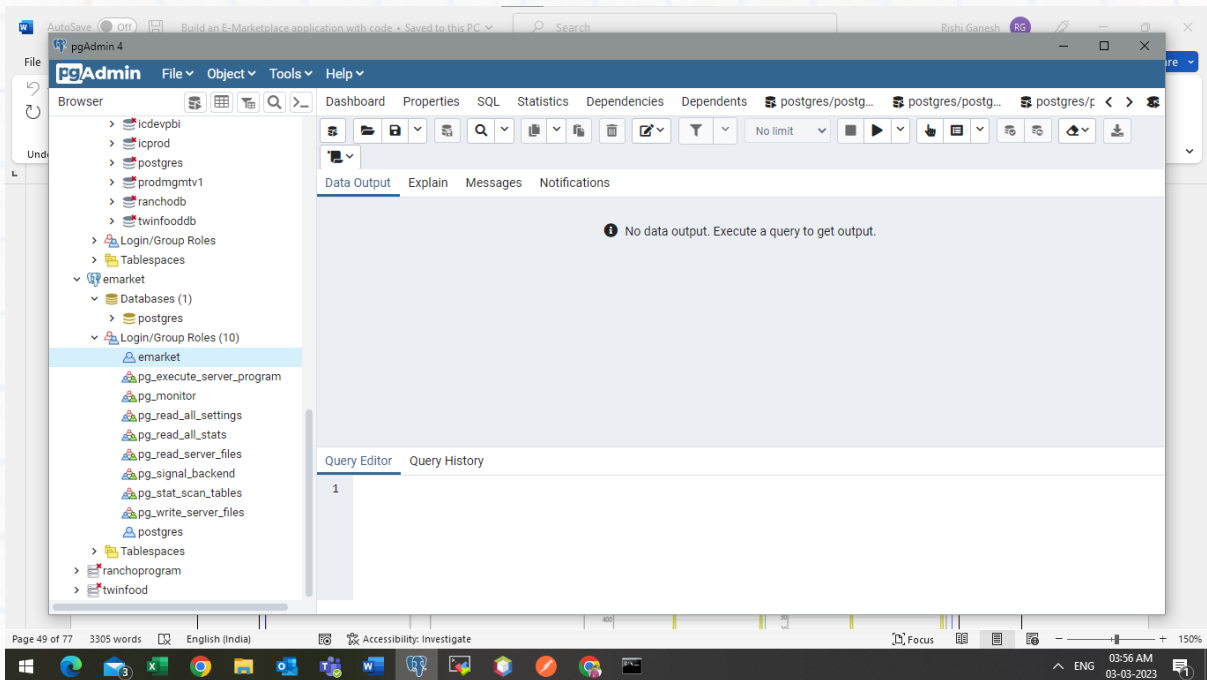 AutoSave Off Build an E-Marketplace application with code • Saved to this PC Search Rishi Ganesh RG
pgAdmin 4
File
pgAdmin File Object Tools Help
Browser Dashboard Properties SQL Statistics Dependencies Dependents postgres/postg... postgres/postg... postgres/p
icdevpbi
icprod No limit
Und postgres
prodmgmtv1 Data Output Explain Messages Notifications
ranchodb
twinfooddb No data output. Execute a query to get output.
Login/Group Roles
Tablespaces
emarket
Databases (1)
postgres
Login/Group Roles (10)
emarket
pg_execute_server_program
pg_monitor
pg_read_all_settings
pg_read_all_stats
pg_read_server_files Query Editor Query History
pg_signal_backend
pg_stat_scan_tables 1
pg_write_server_files
postgres
Tablespaces
ranchoprogram
twinfood
400
Page 49 of 77 3305 words English (India) Accessibility: Investigate Focus 150%
3 ENG 03:56 AM
03-03-2023 1